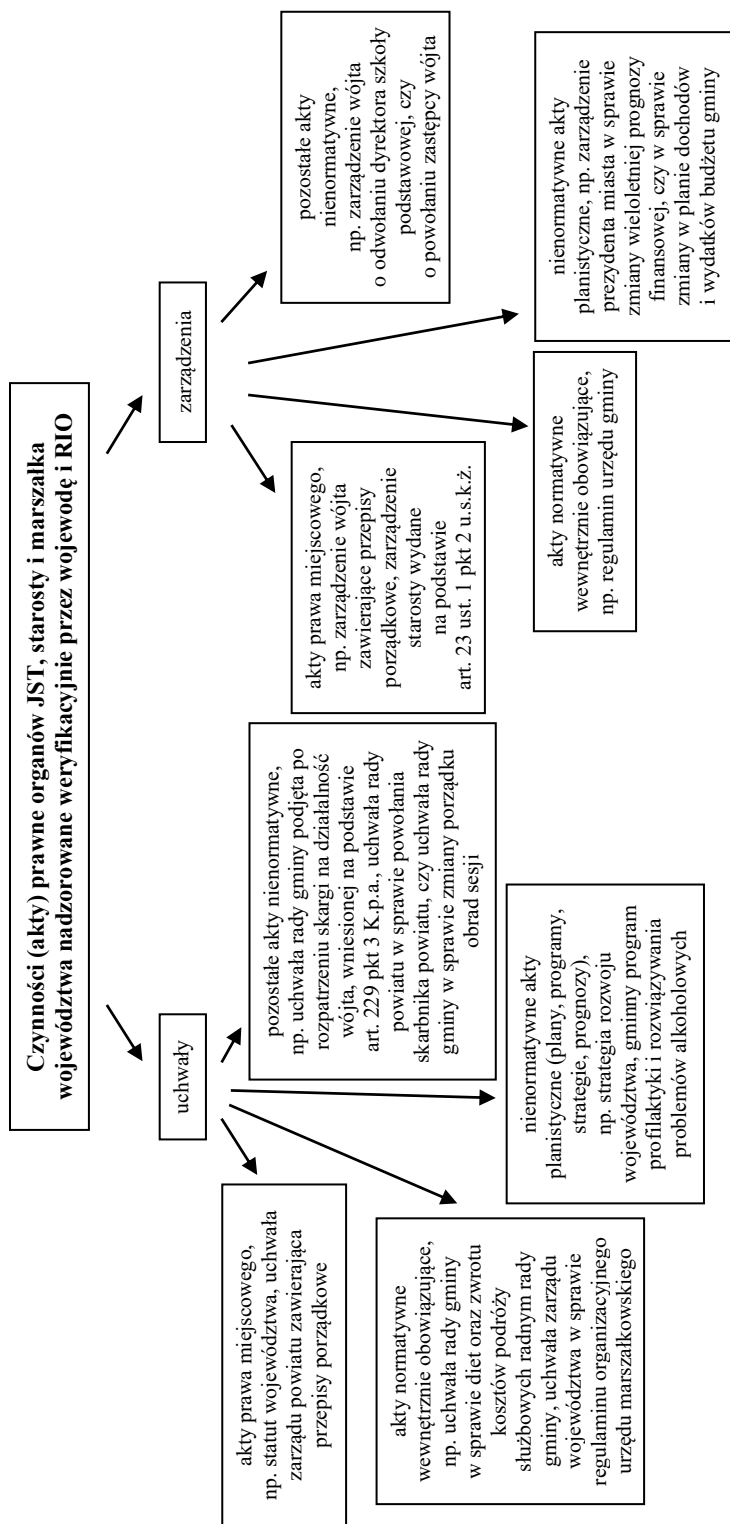 Czynności (akty) prawne organów JST, starosty i marszałka
województwa nadzorowane weryfikacyjnie przez wojewodę i RIO
uchwały
zarządzenia
akty prawa miejscowego,
np. statut województwa, uchwała
zarządu powiatu zawierająca
przepisy porządkowe
akty normatywne
wewnętrznie obowiązujące,
np. uchwała rady gminy
w sprawie diet oraz zwrotu
kosztów podróży
służbowych radnym rady
gminy, uchwała zarządu
województwa w sprawie
regulaminu organizacyjnego
urzędu marszałkowskiego
nienormatywne akty
planistyczne (plany, programy,
strategie, prognozy),
np. strategia rozwoju
województwa, gminny program
profilaktyki i rozwiązywania
problemów alkoholowych
pozostałe akty nienormatywne,
np. uchwała rady gminy podjęta po
rozpatrzeniu skargi na działalność
wójta, wniesionej na podstawie
art. 229 pkt 3 K.p.a., uchwała rady
powiatu w sprawie powołania
skarbnika powiatu, czy uchwała rady
gminy w sprawie zmiany porządku
obrad sesji
akty prawa miejscowego,
np. zarządzenie wójta
zawierające przepisy
porządkowe, zarządzenie
starosty wydane
na podstawie
art. 23 ust. 1 pkt 2 u.s.k.ż.
akty normatywne
wewnętrznie obowiązujące,
np. regulamin urzędu gminy
nienormatywne akty
planistyczne, np. zarządzenie
prezydenta miasta w sprawie
zmiany wieloletniej prognozy
finansowej, czy w sprawie
zmiany w planie dochodów
i wydatków budżetu gminy
pozostałe akty
nienormatywne,
np. zarządzenie wójta
o odwołaniu dyrektora szkoły
podstawowej, czy
o powołaniu zastępcy wójta